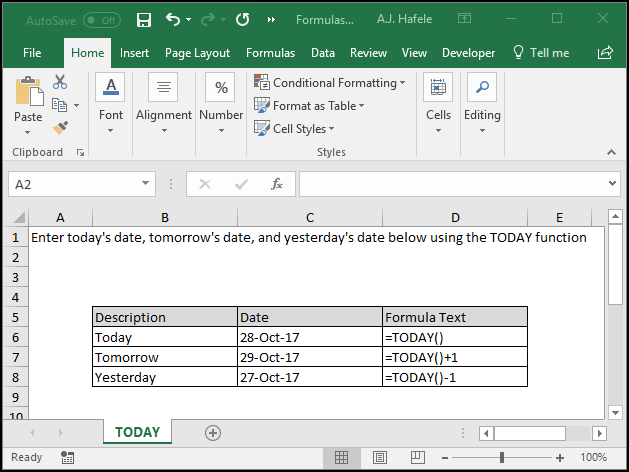 AutoSave Off Formulas... A.J. Hafele
File Home Insert Page Layout Formulas Data Review View Developer Tell me
Paste Font Alignment Number Conditional Formatting Cells Editing
A %
Format as Table
Cell Styles
Clipboard Styles
A2 fx
A B C D E
1 Enter today's date, tomorrow's date, and yesterday's date below using the TODAY function
2
3
4
5 Description Date Formula Text
6 Today 28-Oct-17 =TODAY()
7 Tomorrow 29-Oct-17 =TODAY()+1
8 Yesterday 27-Oct-17 =TODAY()-1
9
10
TODAY
Ready 100%